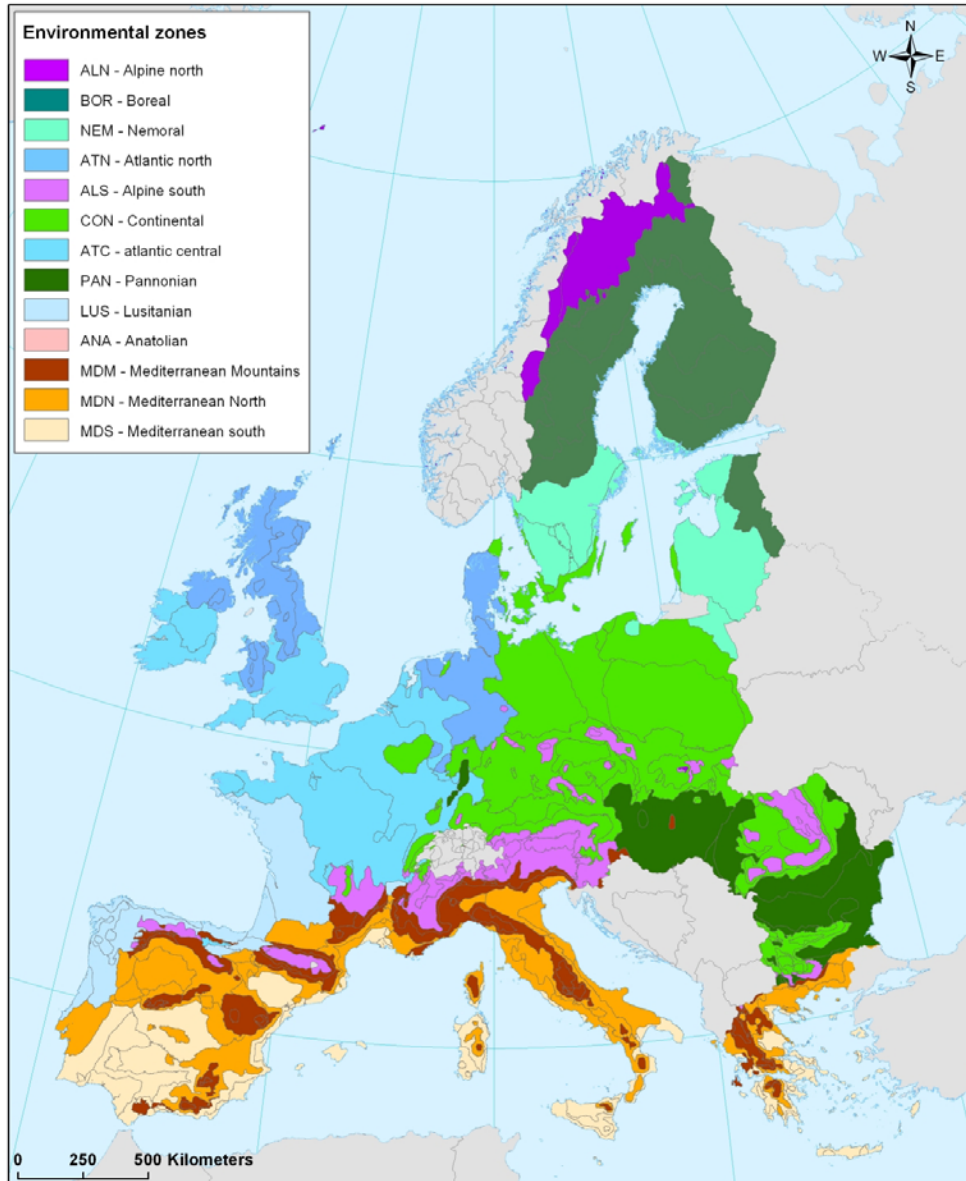 Environmental zones
ALN - Alpine north
BOR - Boreal
NEM - Nemoral
ATN - Atlantic north
ALS - Alpine south
CON - Continental
ATC - atlantic central
PAN - Pannonian
LUS - Lusitanian
ANA - Anatolian
MDM - Mediterranean Mountains
MDN - Mediterranean North
MDS - Mediterranean south
N
W E
S
0 250 500 Kilometers